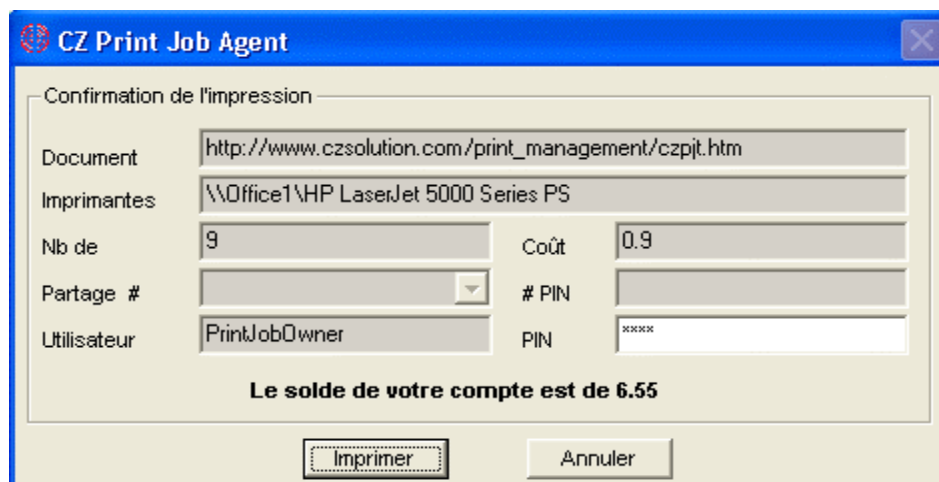 CZ Print Job Agent
Confirmation de l'impression
Document http://www.czsolution.com/print_management/czpjt.htm
Imprimantes \\Office1\HP LaserJet 5000 Series PS
Nb de 9 Coût 0.9
Partage # # PIN
Utilisateur PrintJobOwner PIN ****
Le solde de votre compte est de 6.55
Imprimer Annuler